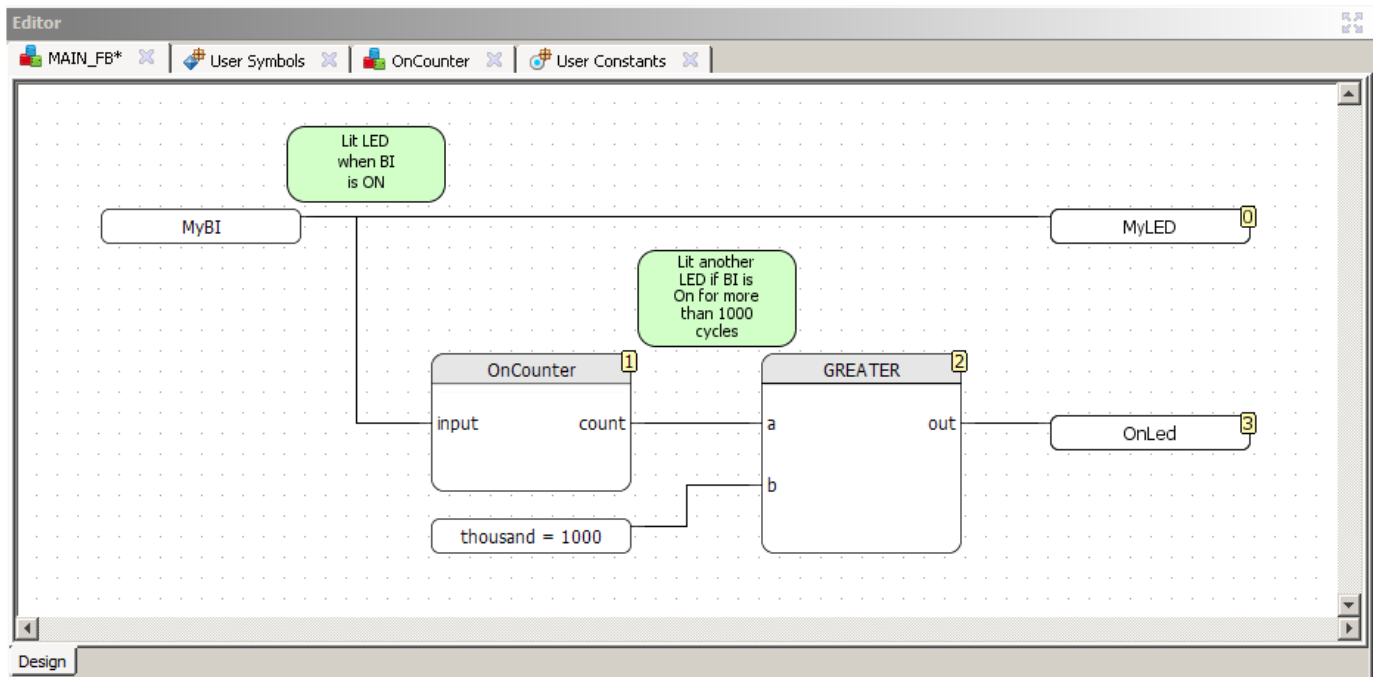 Editor
MAIN_FB*
User Symbols
OnCounter
User Constants
Lit LED
when BI
is ON
MyBI
MyLED
0
Lit another
LED if BI is
On for more
than 1000
cycles
OnCounter
1
GREATER
2
input
count
a
out
OnLed
3
b
thousand = 1000
Design